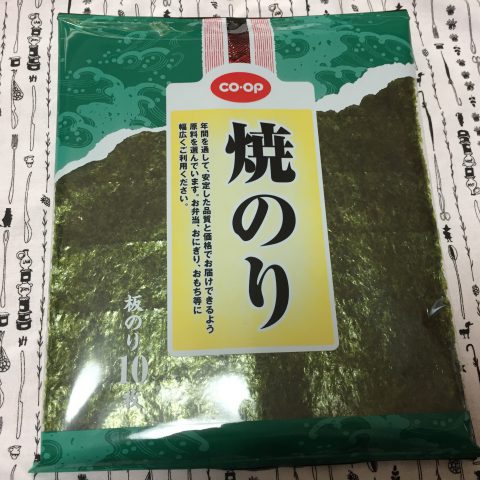 CO・OP
焼のり
年間を通して、安定した品質と価格でお届けできるよう
原料を選んでいます。お弁当、おにぎり、おもち等に
幅広くご利用ください。
板のり10枚